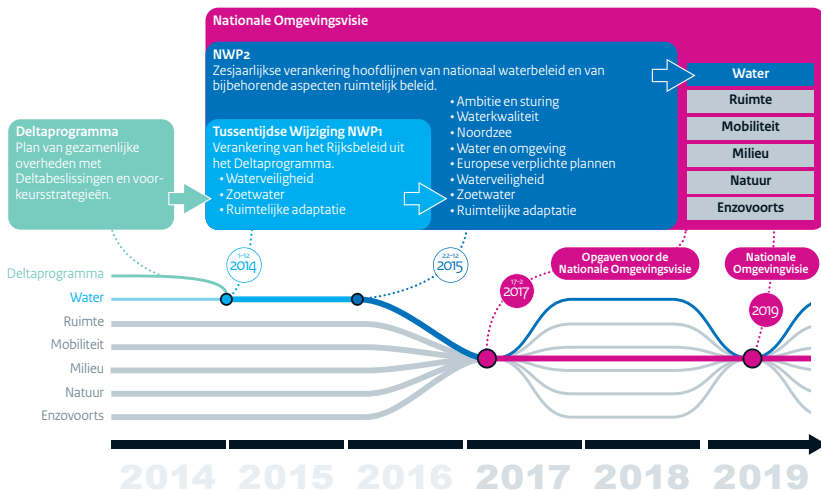 Nationale Omgevingsvisie
NWP2
Zesjaarlijkse verankering hoofdlijnen van nationaal waterbeleid en van
bijbehorende aspecten ruimtelijk beleid.
• Ambitie en sturing
• Waterkwaliteit
• Noordzee
• Water en omgeving
• Europese verplichte plannen
• Waterveiligheid
• Zoetwater
• Ruimtelijke adaptatie
Tussentijdse Wijziging NWP1
Verankering van het Rijksbeleid uit
het Deltaprogramma.
• Waterveiligheid
• Zoetwater
• Ruimtelijke adaptatie
Deltaprogramma
Plan van gezamenlijke
overheden met
Deltabeslissingen en voor-
keursstrategieën.
Water
Ruimte
Mobiliteit
Milieu
Natuur
Enzovoorts
1-12
2014
22-12
2015
17-2
2017
Opgaven voor de
Nationale Omgevingsvisie
Nationale
Omgevingvisie
2019
Deltaprogramma
Water
Ruimte
Mobiliteit
Milieu
Natuur
Enzovoorts
2014
2015
2016
2017
2018
2019